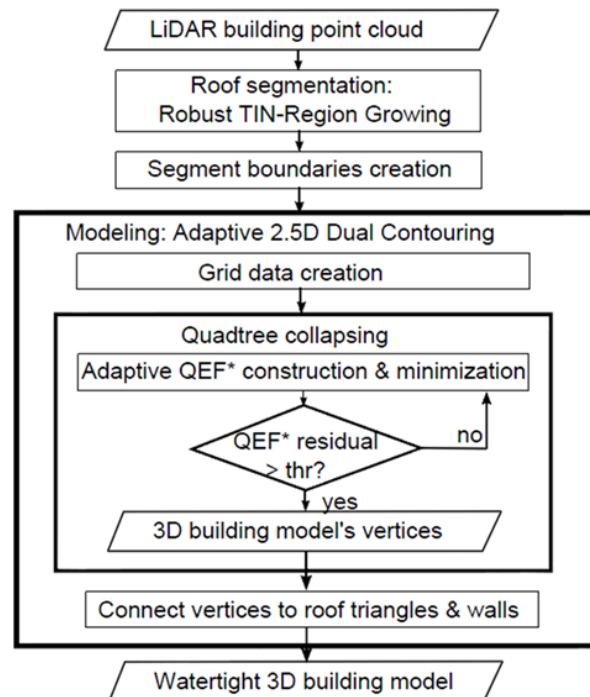 LiDAR building point cloud
Roof segmentation:
Robust TIN-Region Growing
Segment boundaries creation
Modeling: Adaptive 2.5D Dual Contouring
Grid data creation
Quadtree collapsing
Adaptive QEF* construction & minimization
QEF* residual
> thr?
no
yes
3D building model's vertices
Connect vertices to roof triangles & walls
Watertight 3D building model